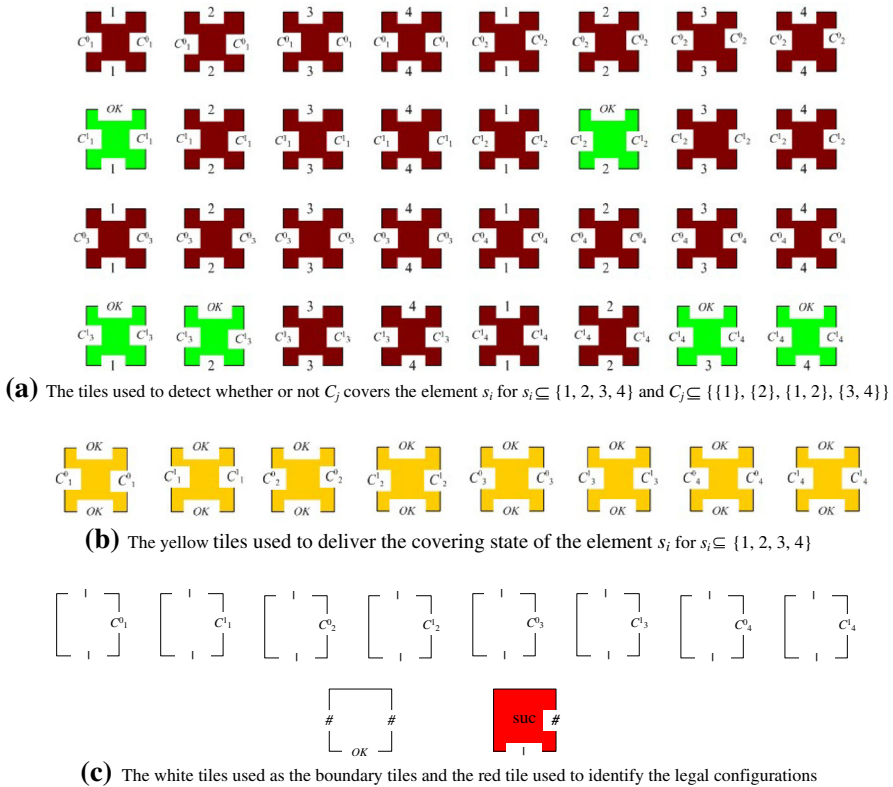 1 2 3 4 1 2 3 4
C⁰₁ C⁰₁ C⁰₁ C⁰₁ C⁰₁ C⁰₁ C⁰₁ C⁰₁ C⁰₂ C⁰₂ C⁰₂ C⁰₂ C⁰₂ C⁰₂ C⁰₂ C⁰₂
1 2 3 4 1 2 3 4
OK 2 3 4 1 OK 3 4
C¹₁ C¹₁ C¹₁ C¹₁ C¹₁ C¹₁ C¹₁ C¹₁ C¹₂ C¹₂ C¹₂ C¹₂ C¹₂ C¹₂ C¹₂ C¹₂
1 2 3 4 1 2 3 4
1 2 3 4 1 2 3 4
C⁰₃ C⁰₃ C⁰₃ C⁰₃ C⁰₃ C⁰₃ C⁰₃ C⁰₃ C⁰₄ C⁰₄ C⁰₄ C⁰₄ C⁰₄ C⁰₄ C⁰₄ C⁰₄
1 2 3 4 1 2 3 4
OK OK 3 4 1 2 OK OK
C¹₃ C¹₃ C¹₃ C¹₃ C¹₃ C¹₃ C¹₃ C¹₃ C¹₄ C¹₄ C¹₄ C¹₄ C¹₄ C¹₄ C¹₄ C¹₄
1 2 3 4 1 2 3 4
(a) The tiles used to detect whether or not Cⱼ covers the element sᵢ for sᵢ ⊆ {1, 2, 3, 4} and Cⱼ ⊆ {{1}, {2}, {1, 2}, {3, 4}}
OK OK OK OK OK OK OK OK
C⁰₁ C⁰₁ C¹₁ C¹₁ C⁰₂ C⁰₂ C¹₂ C¹₂ C⁰₃ C⁰₃ C¹₃ C¹₃ C⁰₄ C⁰₄ C¹₄ C¹₄
OK OK OK OK OK OK OK OK
(b) The yellow tiles used to deliver the covering state of the element sᵢ for sᵢ ⊆ {1, 2, 3, 4}
| | | | | | | |
C⁰₁ C¹₁ C⁰₂ C¹₂ C⁰₃ C¹₃ C⁰₄ C¹₄
| | | | | | | |
# # suc #
OK |
(c) The white tiles used as the boundary tiles and the red tile used to identify the legal configurations